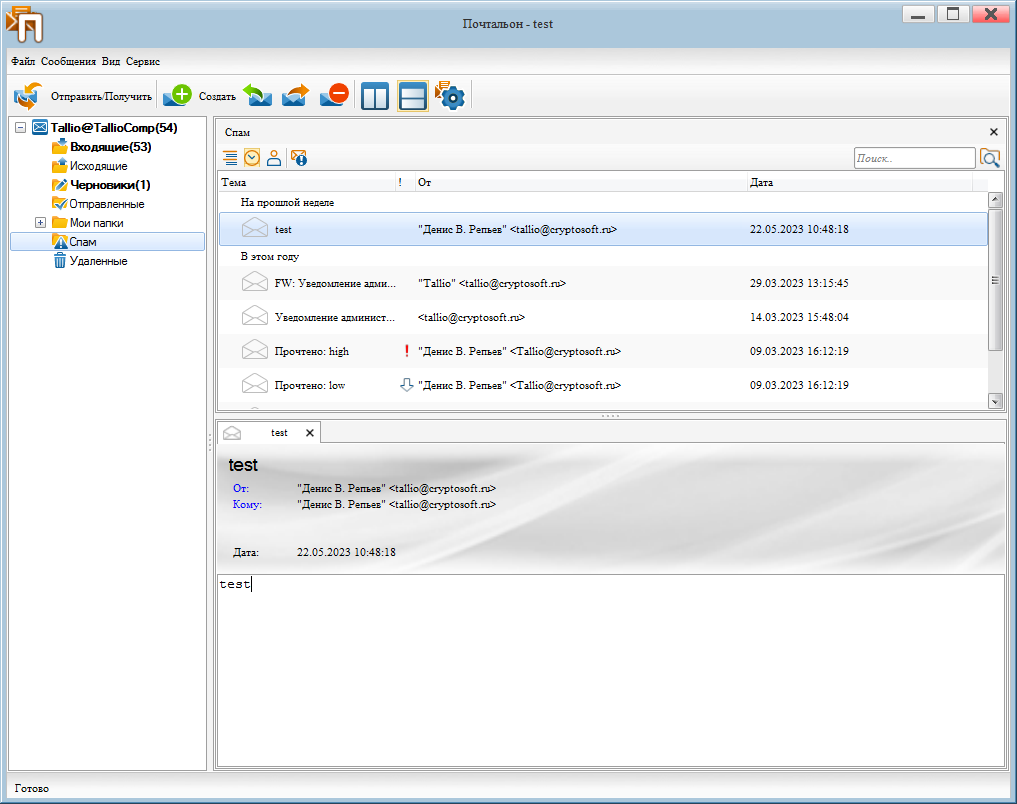 Почтальон - test
Файл Сообщения Вид Сервис
Отправить/Получить Создать
Tallio@TallioComp(54)
Входящие(53)
Исходящие
Черновики(1)
Отправленные
Мои папки
Спам
Удаленные
Спам
Поиск..
Тема ! От Дата
На прошлой неделе
test "Денис В. Репьев" <tallio@cryptosoft.ru> 22.05.2023 10:48:18
В этом году
FW: Уведомление адми... "Tallio" <tallio@cryptosoft.ru> 29.03.2023 13:15:45
Уведомление админист... <tallio@cryptosoft.ru> 14.03.2023 15:48:04
Прочтено: high ! "Денис В. Репьев" <Tallio@cryptosoft.ru> 09.03.2023 16:12:19
Прочтено: low "Денис В. Репьев" <Tallio@cryptosoft.ru> 09.03.2023 16:12:19
test
test
От: "Денис В. Репьев" <tallio@cryptosoft.ru>
Кому: "Денис В. Репьев" <tallio@cryptosoft.ru>
Дата: 22.05.2023 10:48:18
test
Готово